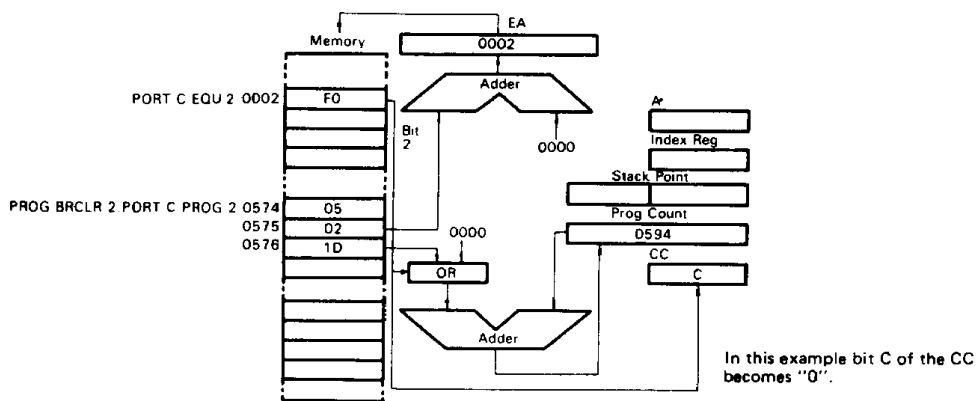 EA
Memory
0002
Adder
PORT C EQU 2 0002
F0
A
Bit
2
0000
Index Reg
Stack Point
PROG BRCLR 2 PORT C PROG 2 0574
05
Prog Count
0575
02
0594
0576
1D
0000
CC
OR
C
Adder
In this example bit C of the CC
becomes "0".